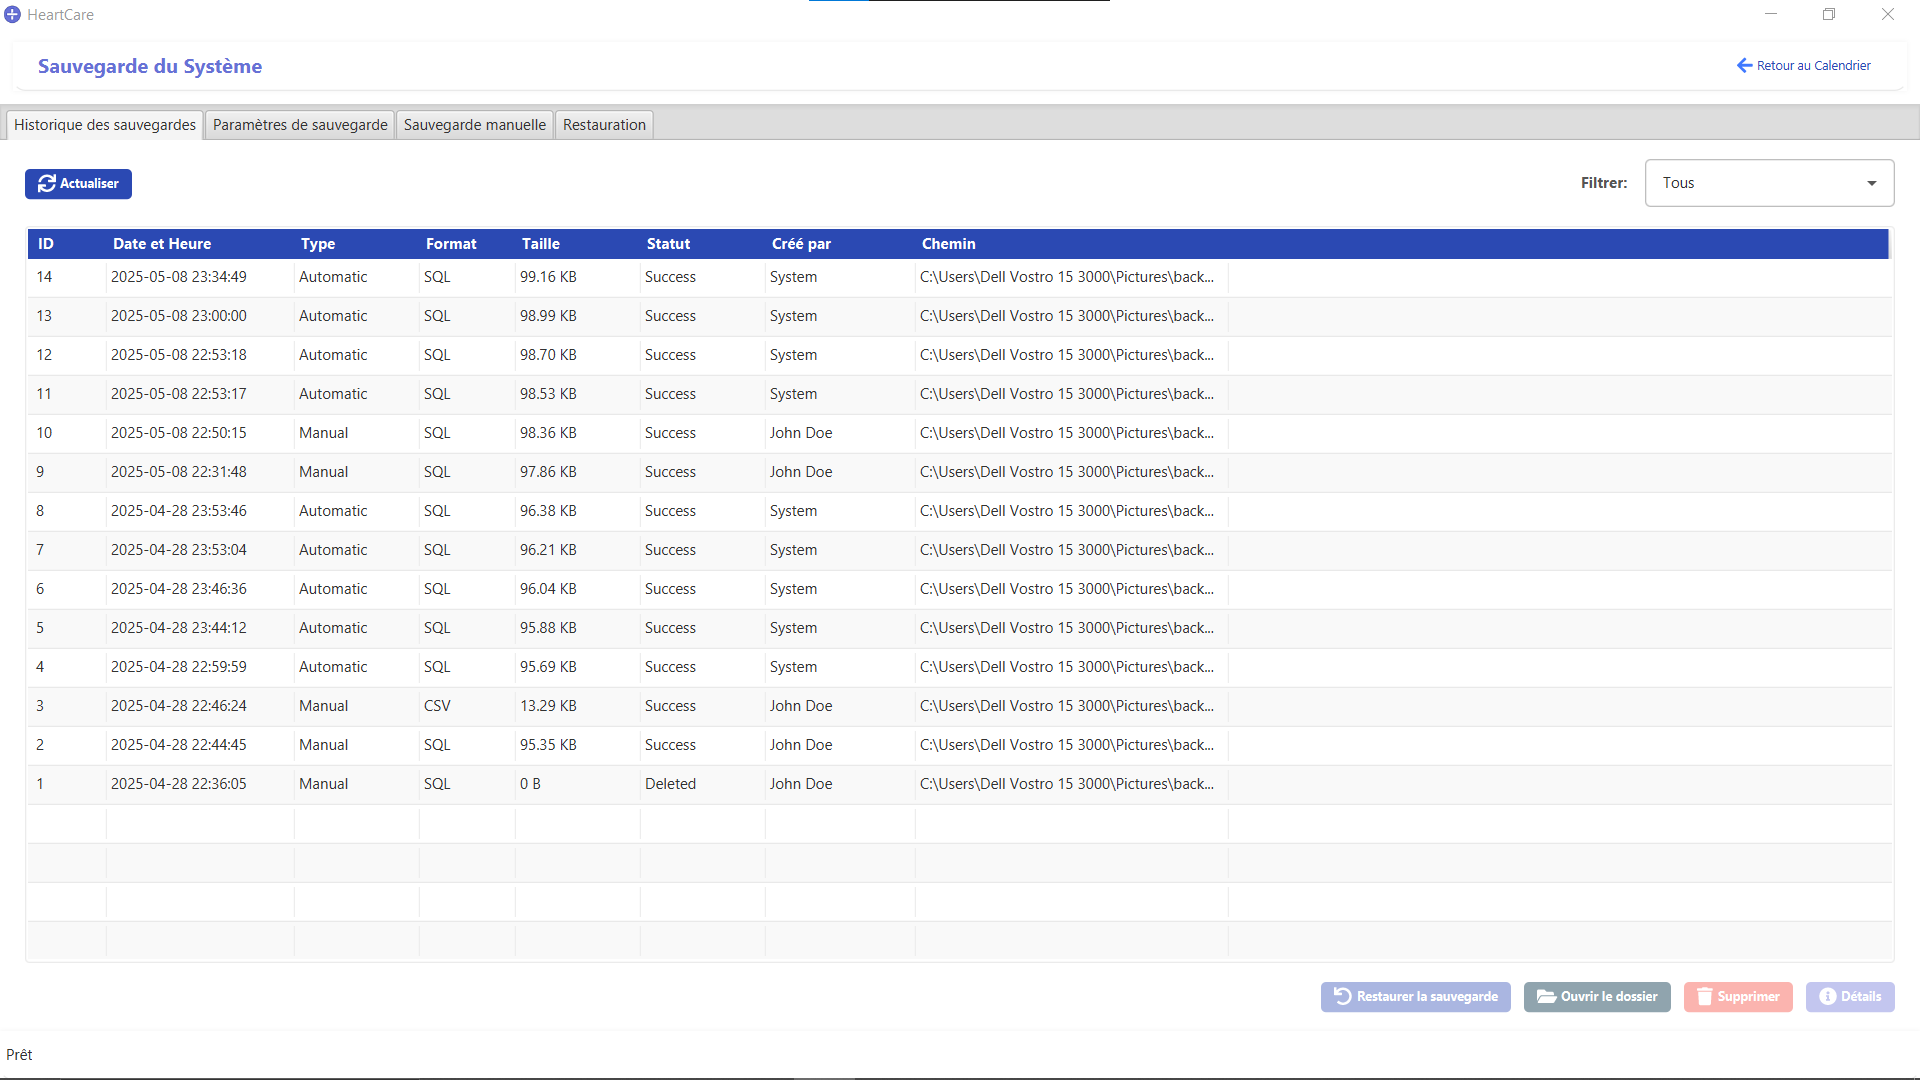 HeartCare
Sauvegarde du Système
Retour au Calendrier
Historique des sauvegardes Paramètres de sauvegarde Sauvegarde manuelle Restauration
Actualiser Filtrer: Tous
ID Date et Heure Type Format Taille Statut Créé par Chemin
14 2025-05-08 23:34:49 Automatic SQL 99.16 KB Success System C:\Users\Dell Vostro 15 3000\Pictures\back...
13 2025-05-08 23:00:00 Automatic SQL 98.99 KB Success System C:\Users\Dell Vostro 15 3000\Pictures\back...
12 2025-05-08 22:53:18 Automatic SQL 98.70 KB Success System C:\Users\Dell Vostro 15 3000\Pictures\back...
11 2025-05-08 22:53:17 Automatic SQL 98.53 KB Success System C:\Users\Dell Vostro 15 3000\Pictures\back...
10 2025-05-08 22:50:15 Manual SQL 98.36 KB Success John Doe C:\Users\Dell Vostro 15 3000\Pictures\back...
9 2025-05-08 22:31:48 Manual SQL 97.86 KB Success John Doe C:\Users\Dell Vostro 15 3000\Pictures\back...
8 2025-04-28 23:53:46 Automatic SQL 96.38 KB Success System C:\Users\Dell Vostro 15 3000\Pictures\back...
7 2025-04-28 23:53:04 Automatic SQL 96.21 KB Success System C:\Users\Dell Vostro 15 3000\Pictures\back...
6 2025-04-28 23:46:36 Automatic SQL 96.04 KB Success System C:\Users\Dell Vostro 15 3000\Pictures\back...
5 2025-04-28 23:44:12 Automatic SQL 95.88 KB Success System C:\Users\Dell Vostro 15 3000\Pictures\back...
4 2025-04-28 22:59:59 Automatic SQL 95.69 KB Success System C:\Users\Dell Vostro 15 3000\Pictures\back...
3 2025-04-28 22:46:24 Manual CSV 13.29 KB Success John Doe C:\Users\Dell Vostro 15 3000\Pictures\back...
2 2025-04-28 22:44:45 Manual SQL 95.35 KB Success John Doe C:\Users\Dell Vostro 15 3000\Pictures\back...
1 2025-04-28 22:36:05 Manual SQL 0 B Deleted John Doe C:\Users\Dell Vostro 15 3000\Pictures\back...
Restaurer la sauvegarde Ouvrir le dossier Supprimer Détails
Prêt